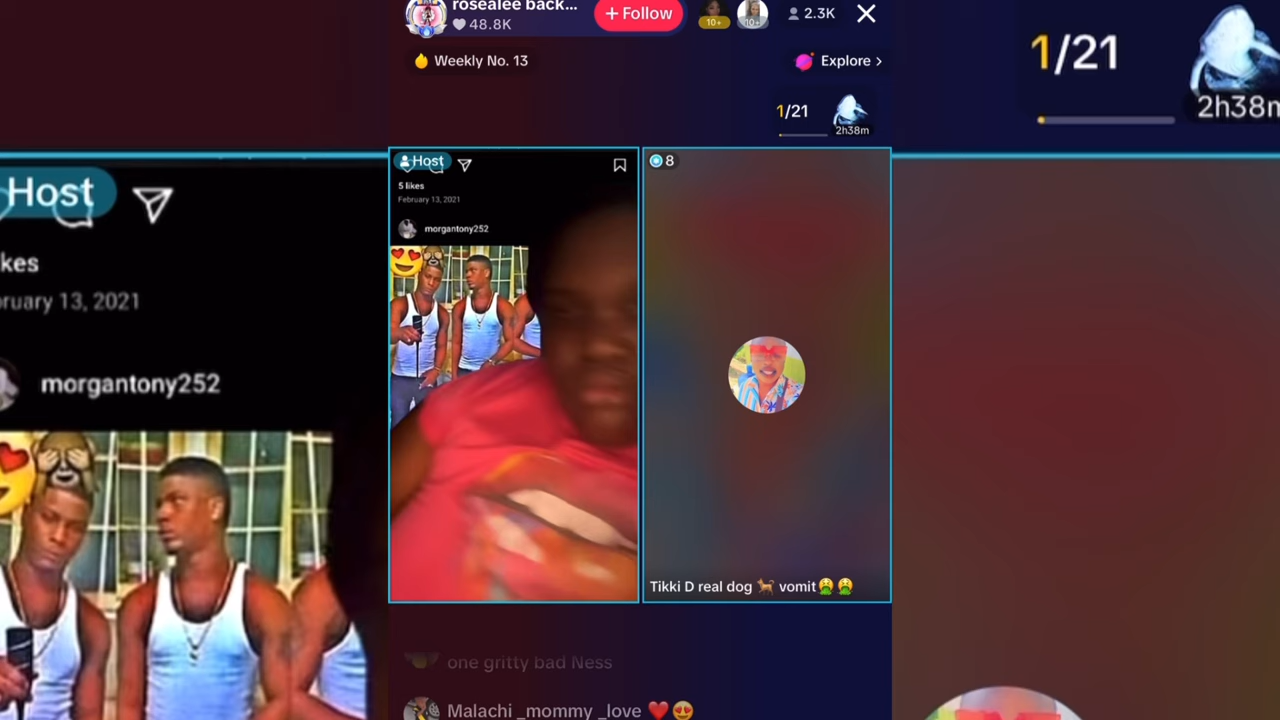 rosealee back...
48.8K
+ Follow
10+
10+
2.3K
Weekly No. 13
Explore >
1/21
2h38m
Host
5 likes
February 13, 2021
morgantony252
8
Tikki D real dog 🐕 vomit🤮🤮
one gritty bad Ness
Malachi _mommy _love ❤️😍
1/21
2h38m
Host
kes
ruary 13, 2021
morgantony252